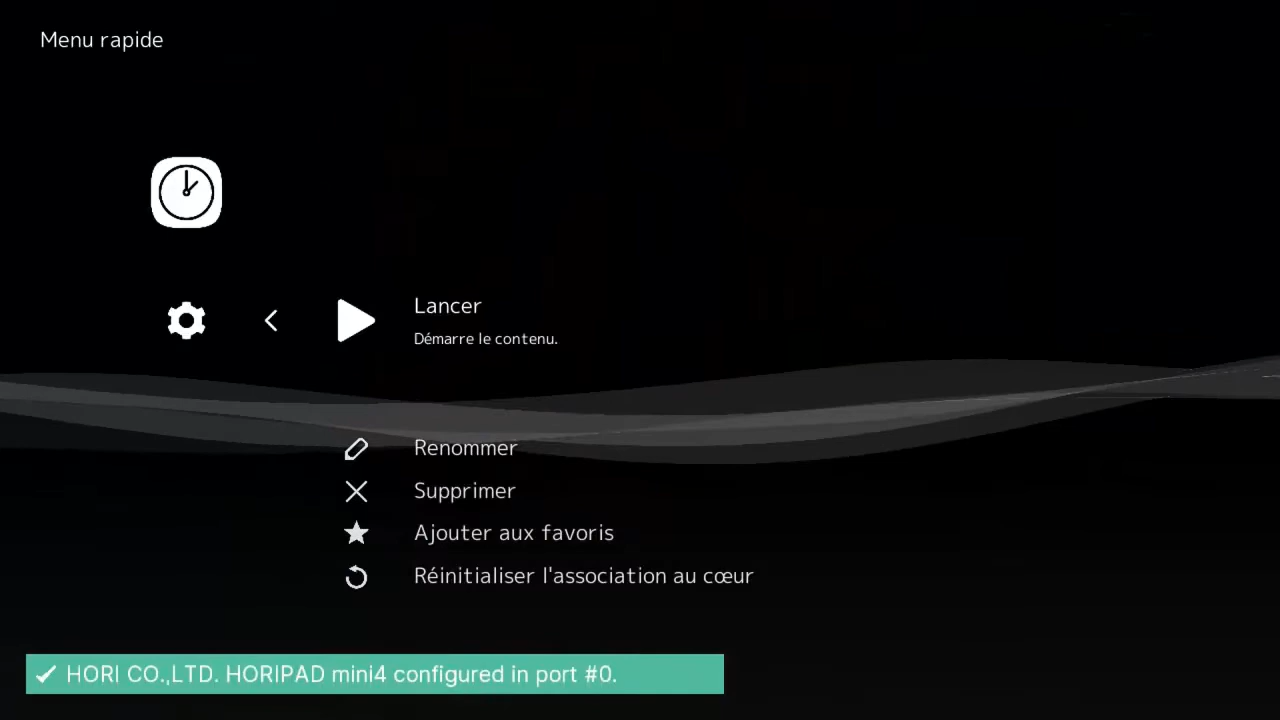 Menu rapide
Lancer
Démarre le contenu.
Renommer
Supprimer
Ajouter aux favoris
Réinitialiser l'association au cœur
HORI CO.,LTD. HORIPAD mini4 configured in port #0.